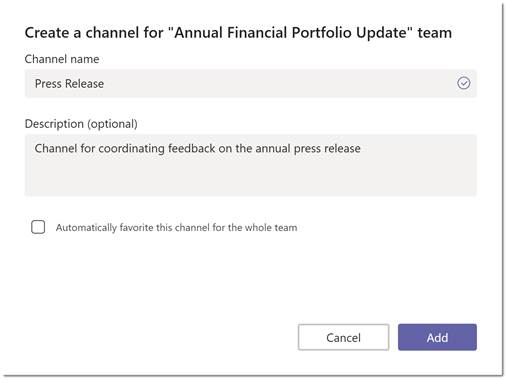 Create a channel for "Annual Financial Portfolio Update" team
Channel name
Press Release
Description (optional)
Channel for coordinating feedback on the annual press release
Automatically favorite this channel for the whole team
Cancel
Add